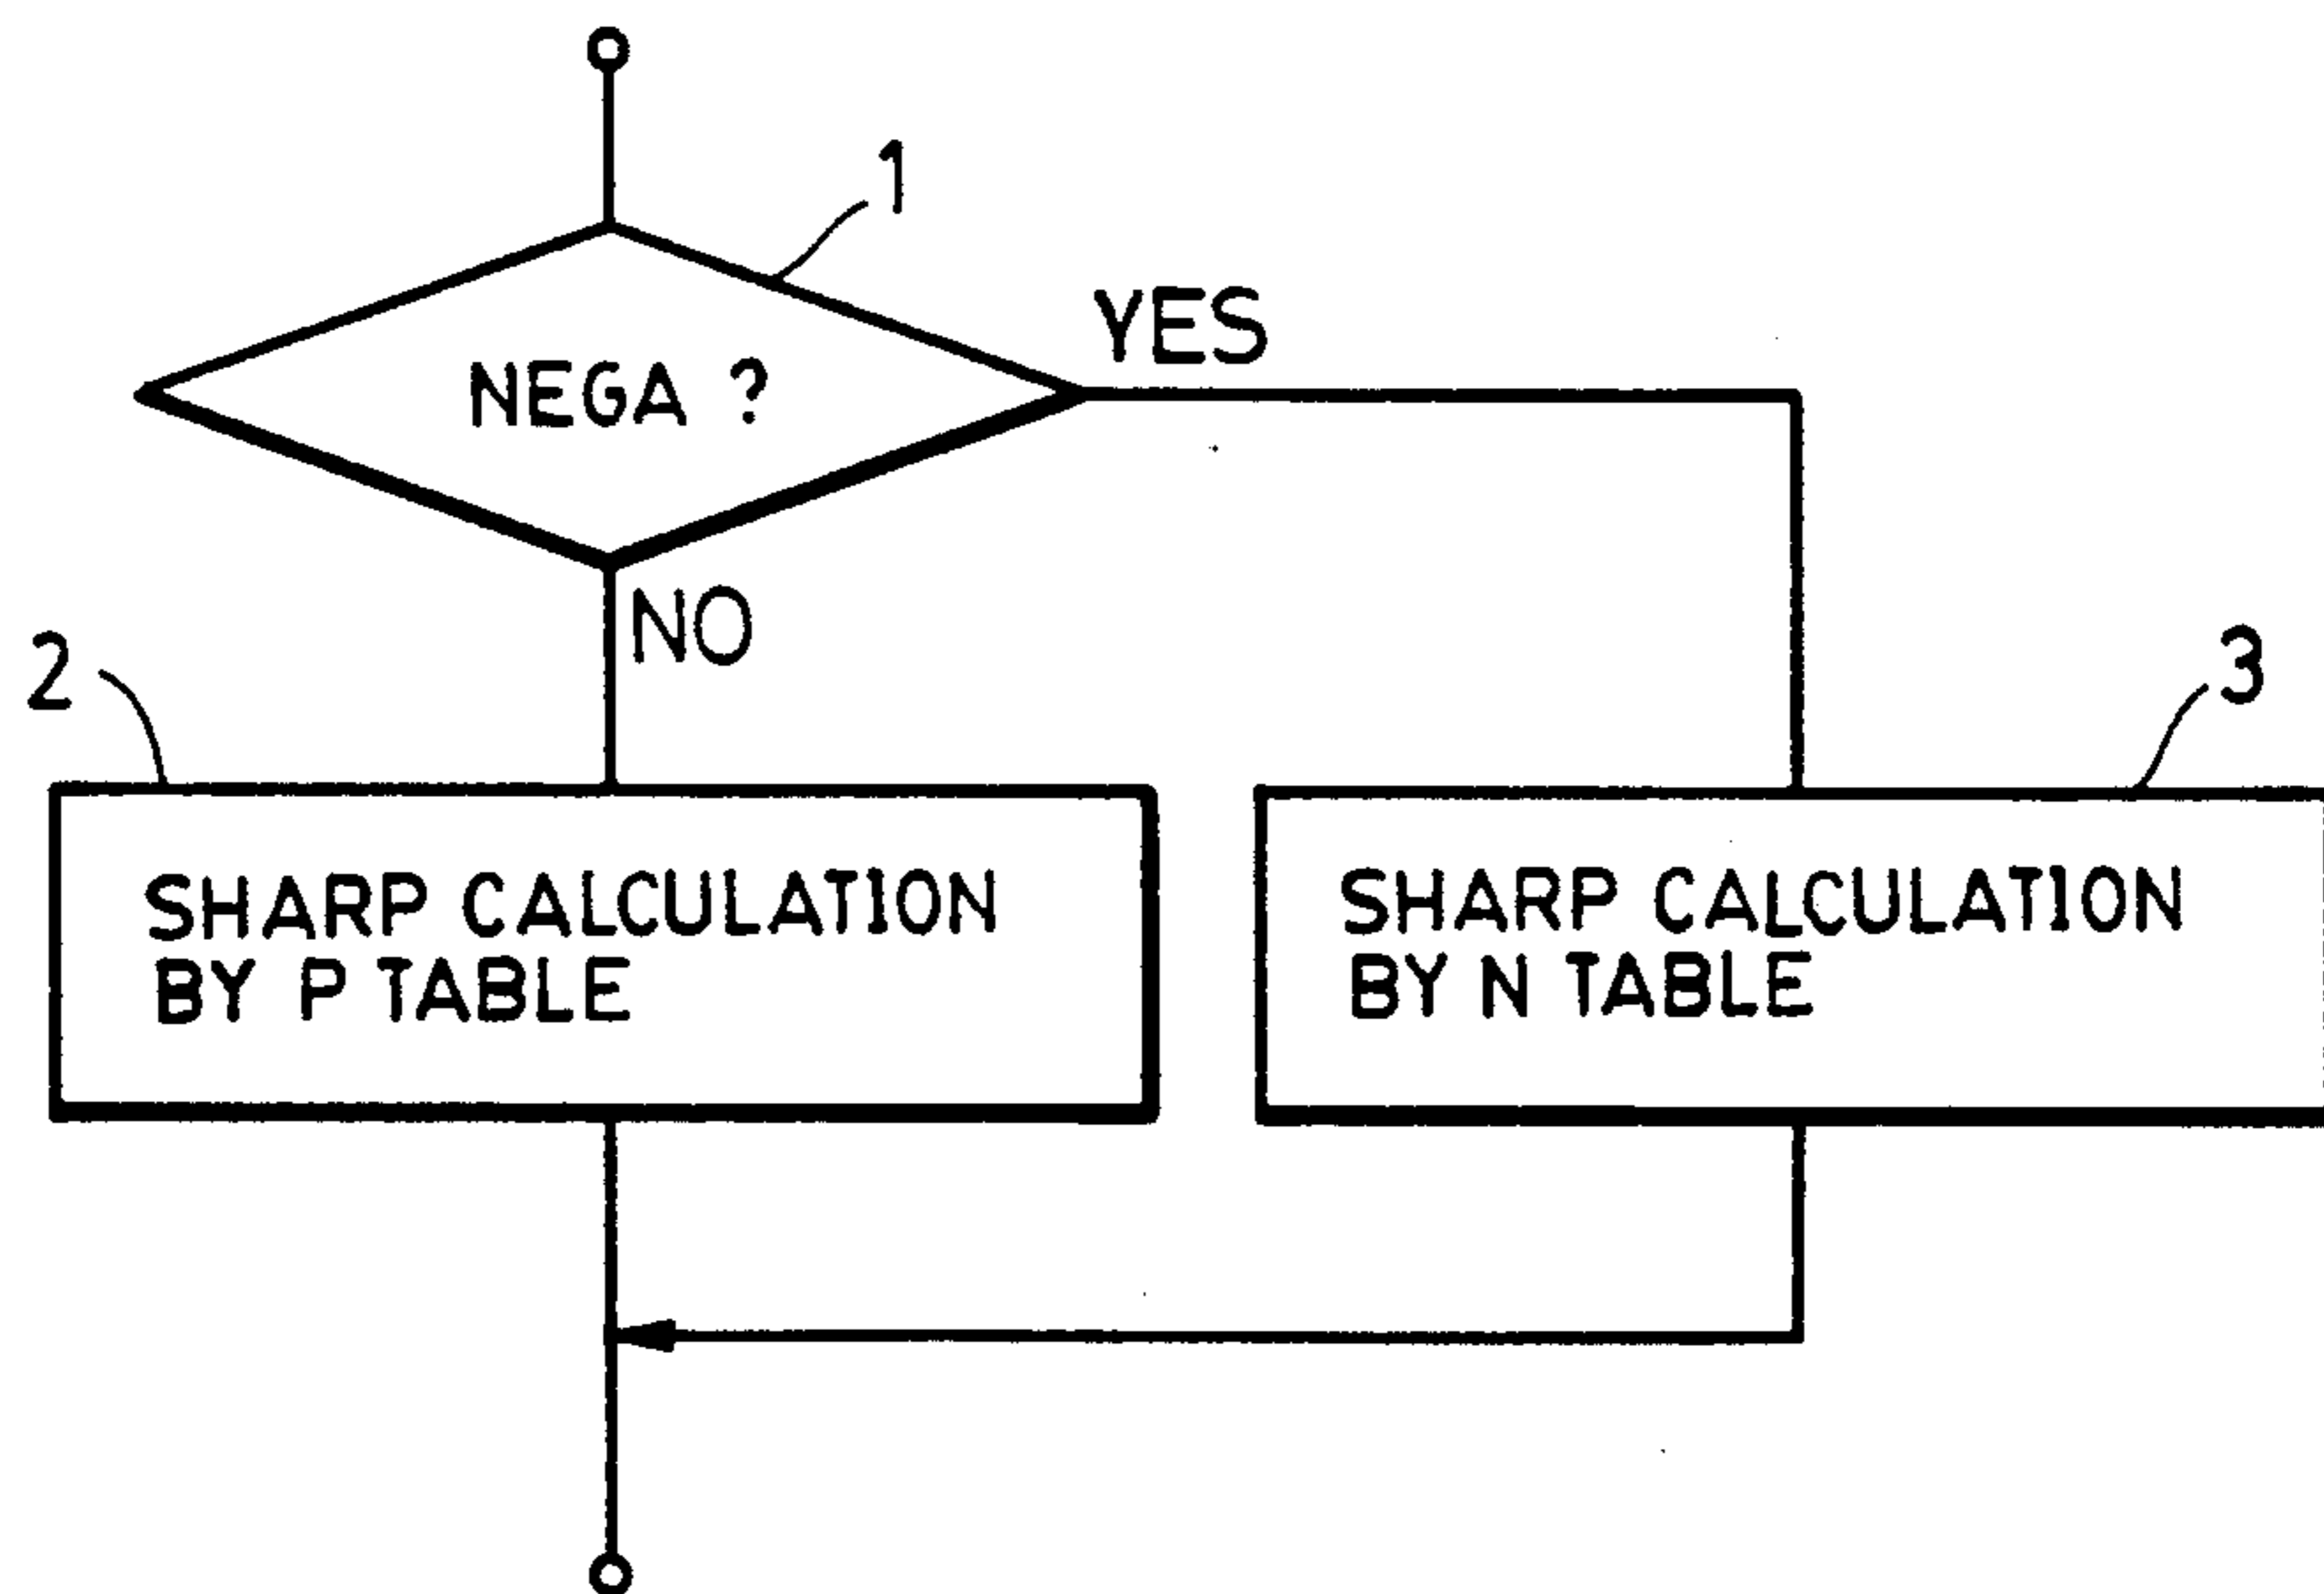 1
NEGA ?
YES
NO
2
3
SHARP CALCULATION
BY P TABLE
SHARP CALCULATION
BY N TABLE